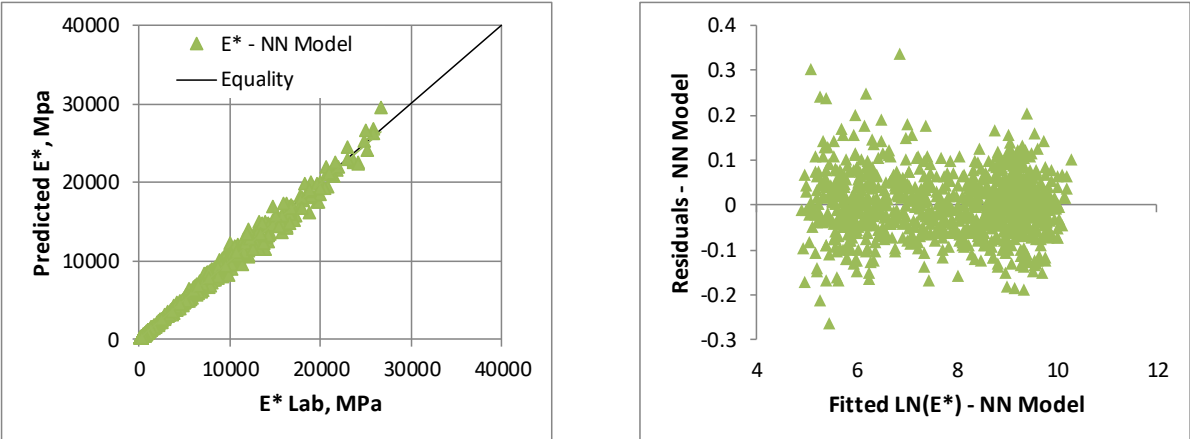 40000
30000
20000
10000
0
Predicted E*, Mpa
E* - NN Model
Equality
0 10000 20000 30000 40000
E* Lab, MPa
0.4
0.3
0.2
0.1
0
-0.1
-0.2
-0.3
Residuals - NN Model
4 6 8 10 12
Fitted LN(E*) - NN Model